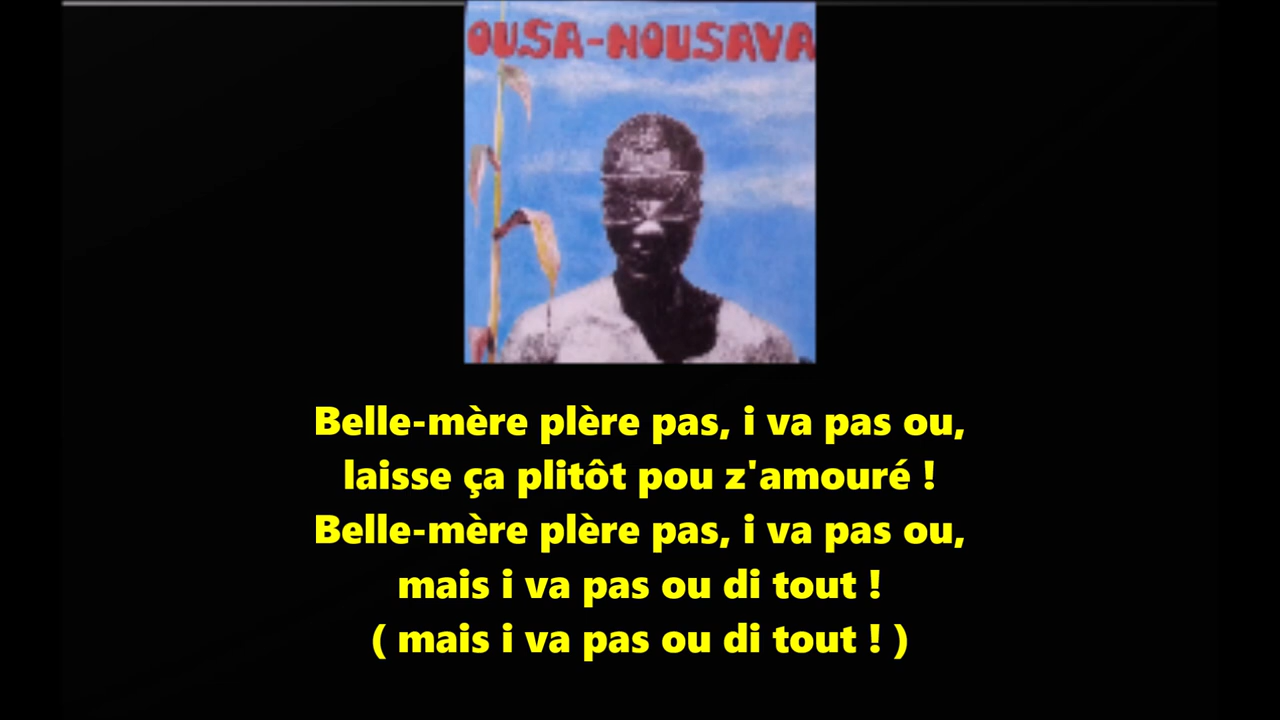 OUSA-NOUSAVA
Belle-mère plère pas, i va pas ou,
laisse ça plitôt pou z'amouré !
Belle-mère plère pas, i va pas ou,
mais i va pas ou di tout !
( mais i va pas ou di tout ! )